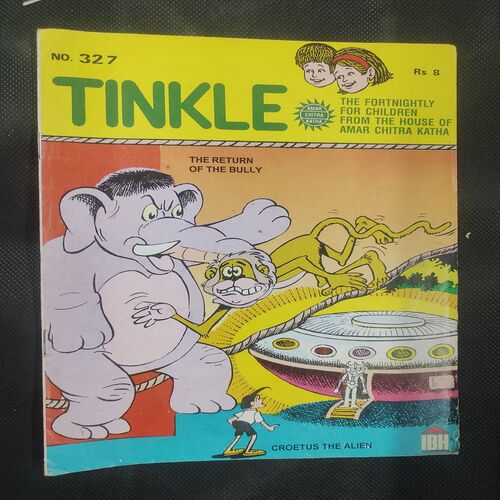 NO. 327
Rs 8
TINKLE
AMAR
CHITRA
KATHA
THE FORTNIGHTLY
FOR CHILDREN
FROM THE HOUSE OF
AMAR CHITRA KATHA
THE RETURN
OF THE BULLY
CROETUS THE ALIEN
IBH